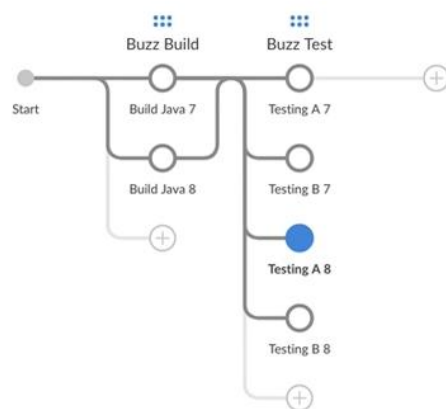 Buzz Build
Buzz Test
Start
Build Java 7
Testing A 7
Build Java 8
Testing B 7
Testing A 8
Testing B 8